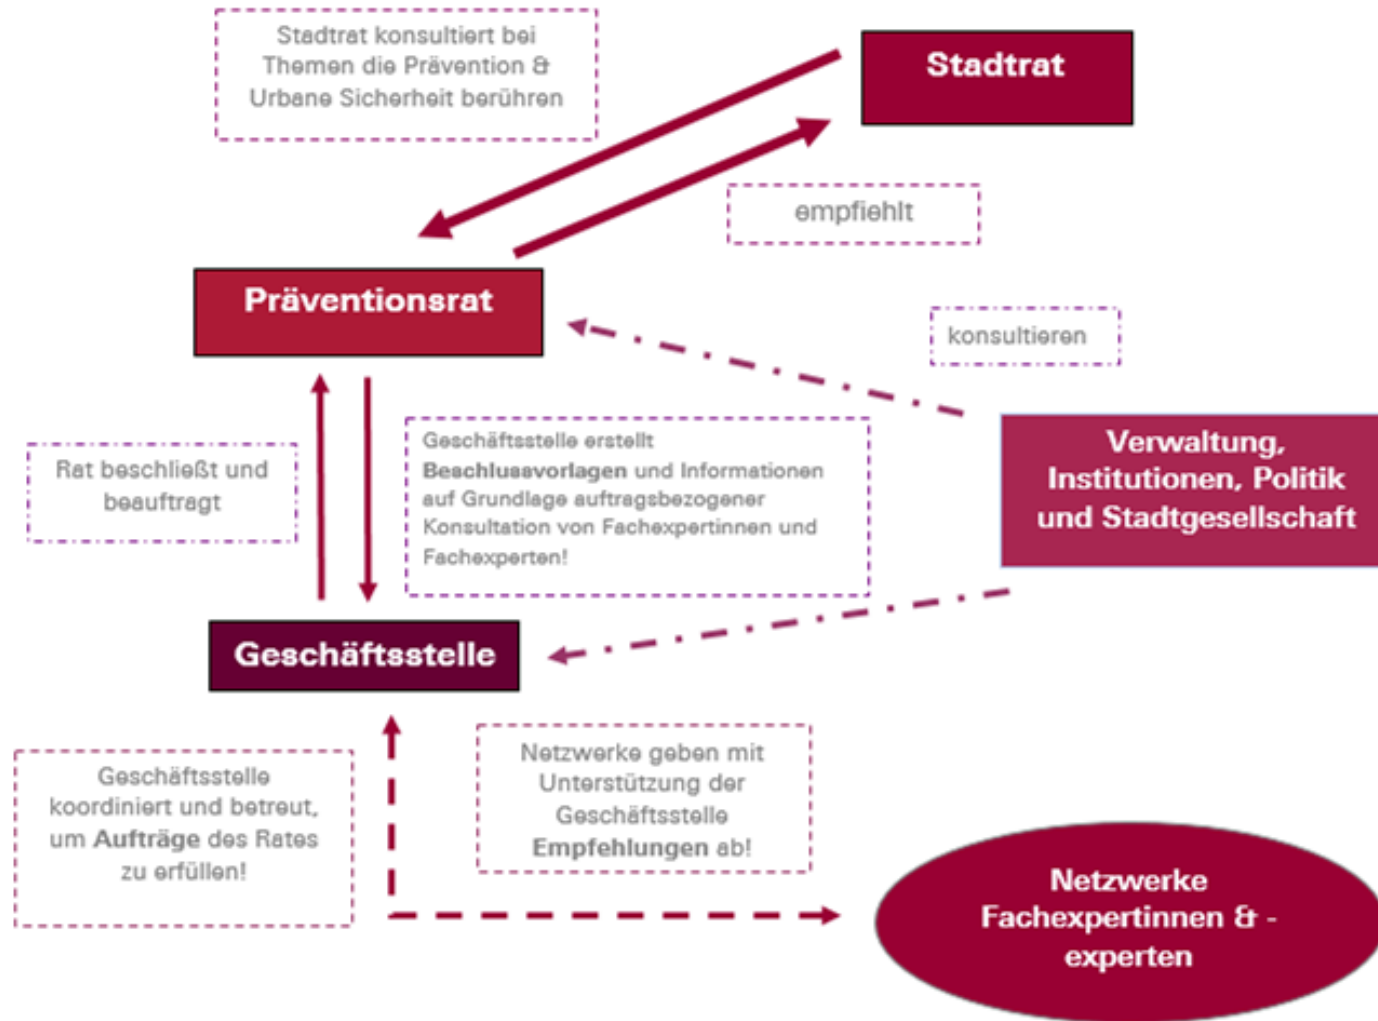 Stadtrat konsultiert bei
Themen die Prävention &
Urbane Sicherheit berühren
Stadtrat
empfiehlt
Präventionsrat
konsultieren
Rat beschließt und
beauftragt
Geschäftsstelle erstellt
Beschlussvorlagen und Informationen
auf Grundlage auftragsbezogener
Konsultation von Fachexpertinnen und
Fachexperten!
Verwaltung,
Institutionen, Politik
und Stadtgesellschaft
Geschäftsstelle
Geschäftsstelle
koordiniert und betreut,
um Aufträge des Rates
zu erfüllen!
Netzwerke geben mit
Unterstützung der
Geschäftsstelle
Empfehlungen ab!
Netzwerke
Fachexpertinnen & -
experten